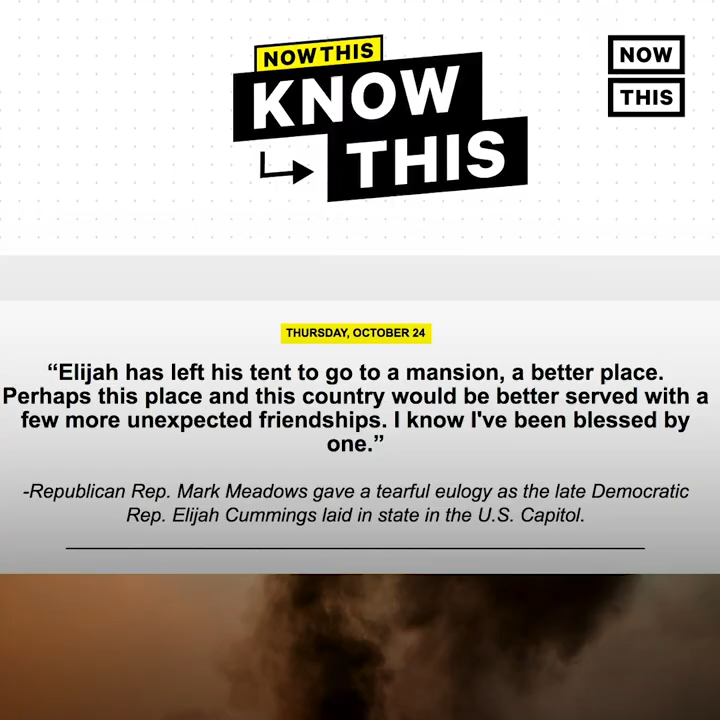 NOWTHIS
KNOW
THIS
NOW
THIS
THURSDAY, OCTOBER 24
“Elijah has left his tent to go to a mansion, a better place.
Perhaps this place and this country would be better served with a
few more unexpected friendships. I know I've been blessed by
one.”
-Republican Rep. Mark Meadows gave a tearful eulogy as the late Democratic
Rep. Elijah Cummings laid in state in the U.S. Capitol.